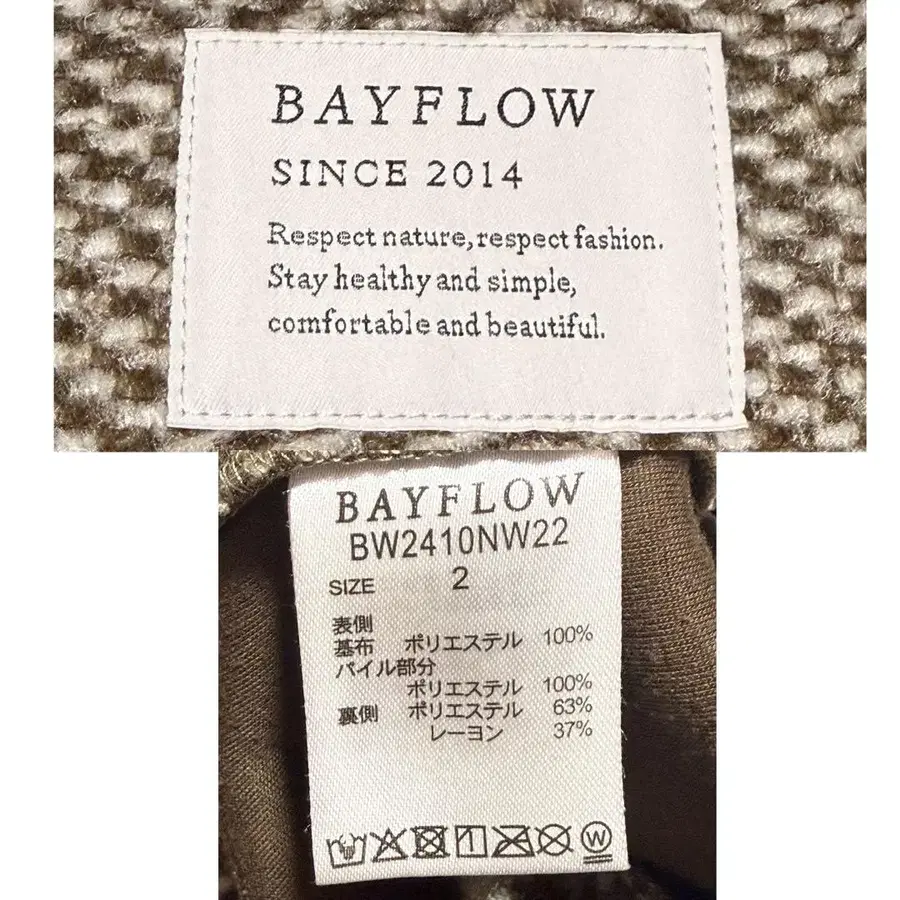 BAYFLOW
SINCE 2014
Respect nature, respect fashion.
Stay healthy and simple,
comfortable and beautiful.
BAYFLOW
BW2410NW22
SIZE 2
表側
基布 ポリエステル 100%
パイル部分
ポリエステル 100%
裏側 ポリエステル 63%
レーヨン 37%
W